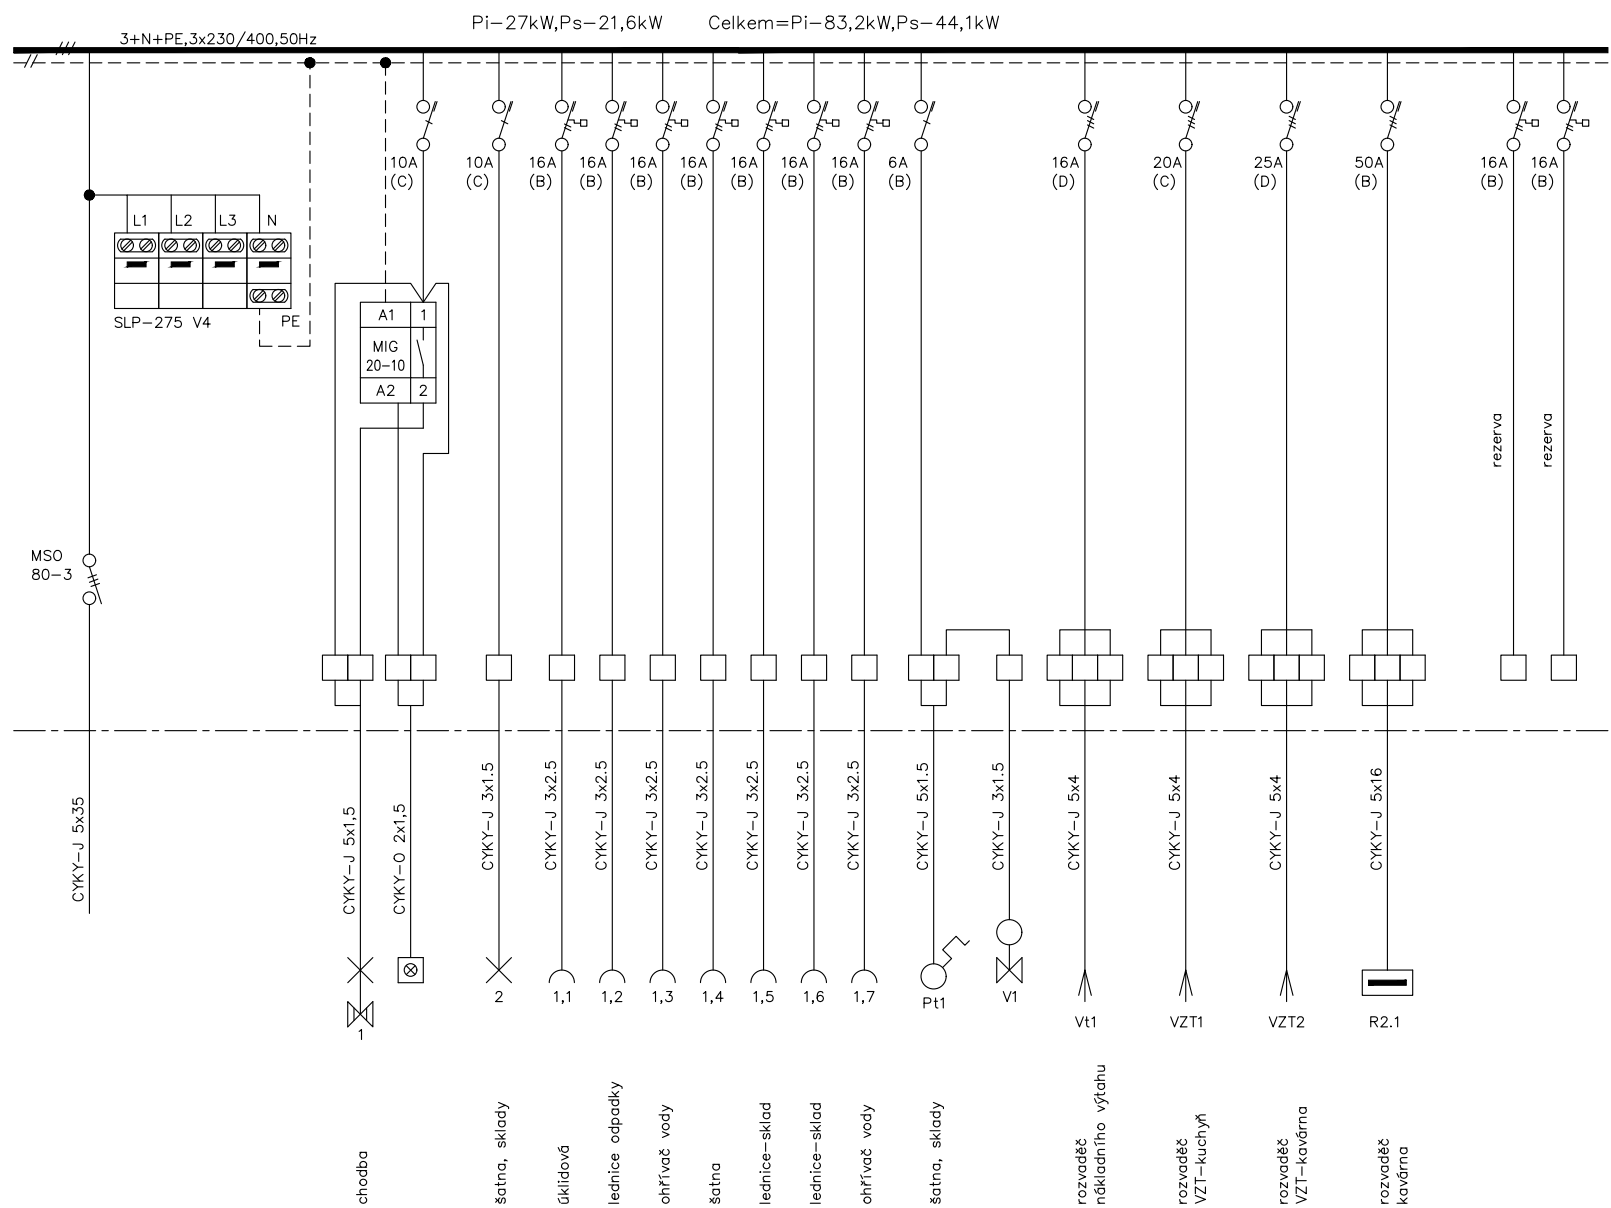 Pi-27kW,Ps-21,6kW Celkem=Pi-83,2kW,Ps-44,1kW
3+N+PE,3x230/400,50Hz
10A 10A 16A 16A 16A 16A 16A 16A 16A 6A 16A 20A 25A 50A 16A 16A
(C) (C) (B) (B) (B) (B) (B) (B) (B) (B) (D) (C) (D) (B) (B) (B)
L1 L2 L3 N
SLP-275 V4 PE
A1 1
MIG
20-10
A2 2
rezerva
rezerva
MSO
80-3
CYKY-J 5x35
CYKY-J 5x1,5
CYKY-O 2x1,5
CYKY-J 3x1.5
CYKY-J 3x2.5
CYKY-J 3x2.5
CYKY-J 3x2.5
CYKY-J 3x2.5
CYKY-J 3x2.5
CYKY-J 3x2.5
CYKY-J 3x2.5
CYKY-J 5x1.5
CYKY-J 3x1.5
CYKY-J 5x4
CYKY-J 5x4
CYKY-J 5x4
CYKY-J 5x16
1 2 1,1 1,2 1,3 1,4 1,5 1,6 1,7 Pt1 V1 Vt1 VZT1 VZT2 R2.1
chodba
šatna, sklady
úklidová
lednice odpadky
ohřívač vody
šatna
lednice-sklad
lednice-sklad
ohřívač vody
šatna, sklady
rozvaděč
nákladního výtahu
rozvaděč
VZT-kuchyň
rozvaděč
VZT-kavárna
rozvaděč
kavárna